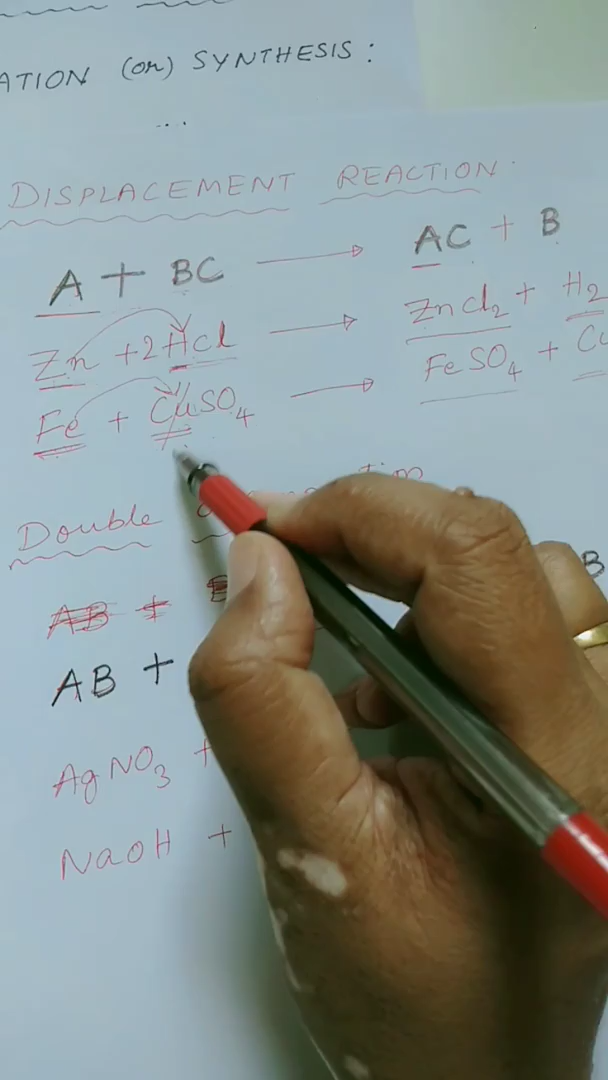 ATION (or) SYNTHESIS :
...
DISPLACEMENT REACTION.
A + BC → AC + B
Zn + 2HCl → ZnCl2 + H2
Fe + CuSO4 → FeSO4 + Cu
Double
AB +
B
AB +
AgNO3 +
NaOH +